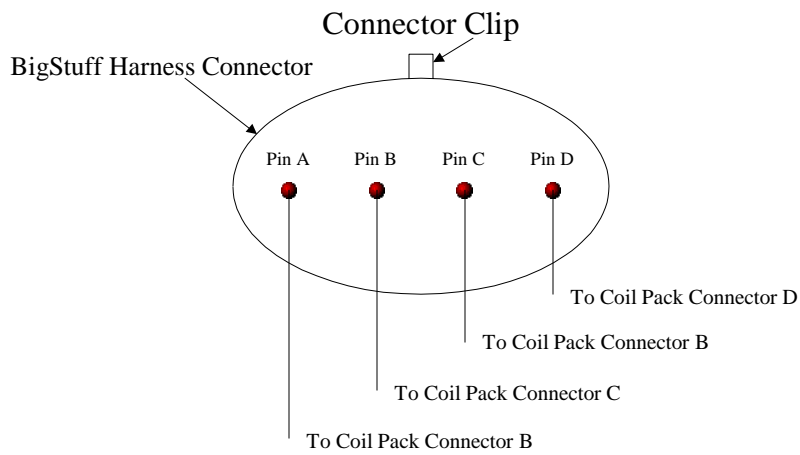 Connector Clip
BigStuff Harness Connector
Pin A
Pin B
Pin C
Pin D
To Coil Pack Connector D
To Coil Pack Connector B
To Coil Pack Connector C
To Coil Pack Connector B